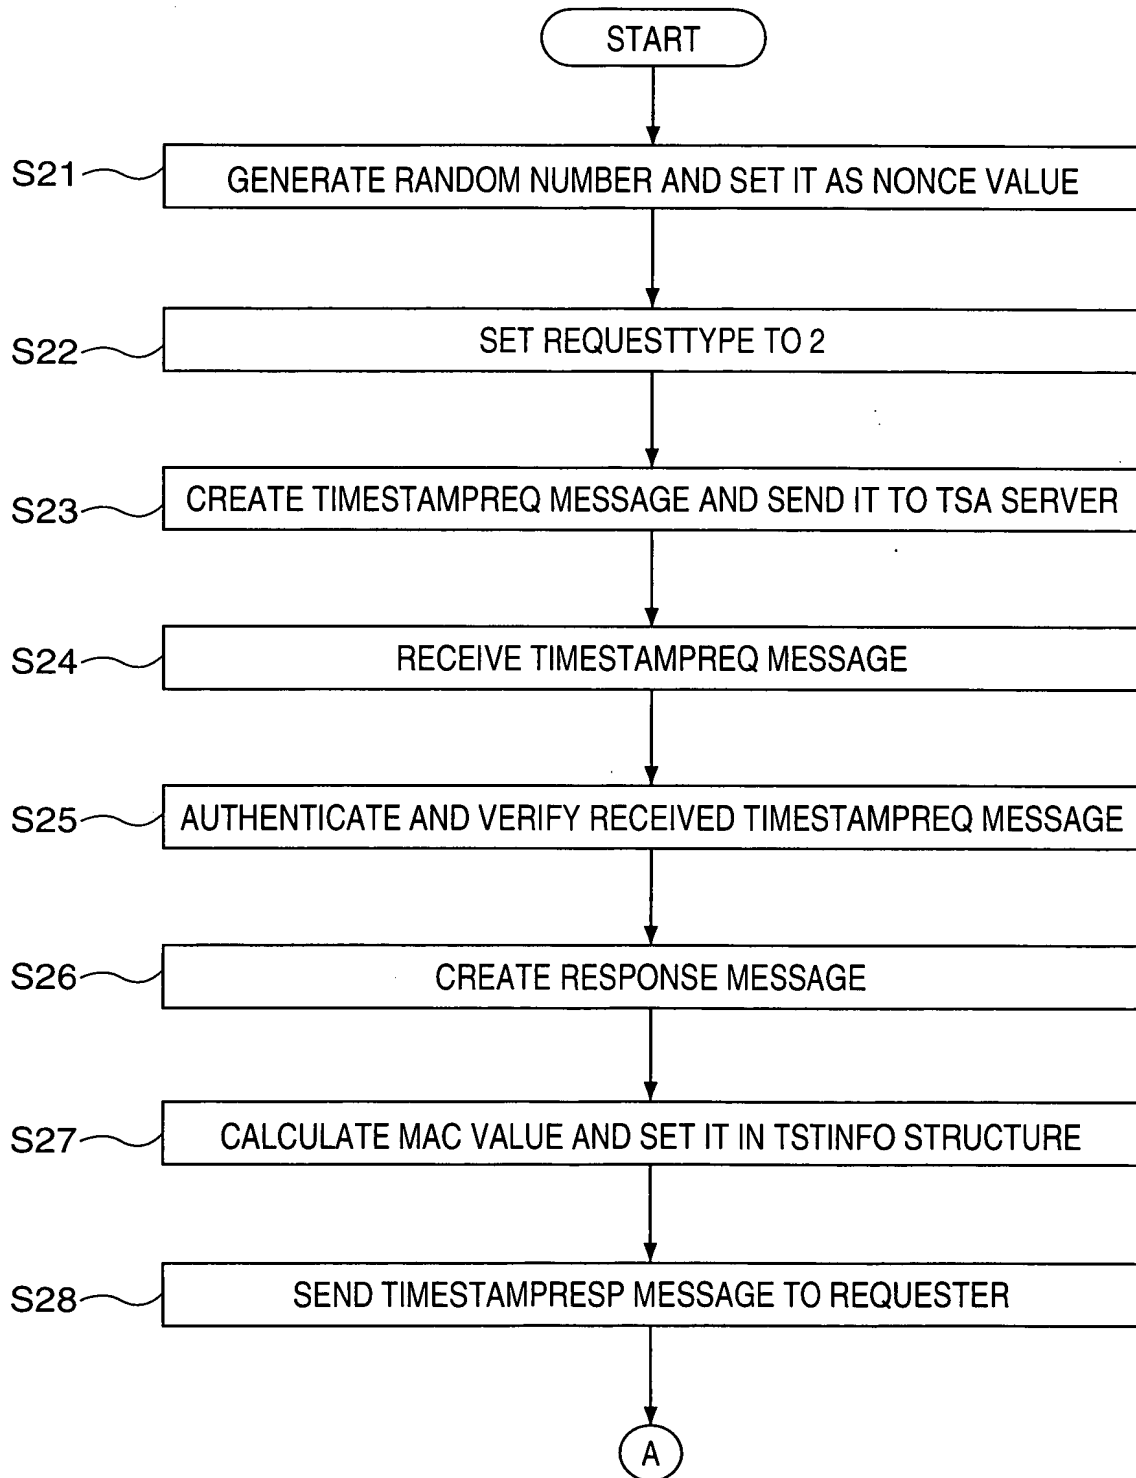 START
S21 GENERATE RANDOM NUMBER AND SET IT AS NONCE VALUE
S22 SET REQUESTTYPE TO 2
S23 CREATE TIMESTAMPREQ MESSAGE AND SEND IT TO TSA SERVER
S24 RECEIVE TIMESTAMPREQ MESSAGE
S25 AUTHENTICATE AND VERIFY RECEIVED TIMESTAMPREQ MESSAGE
S26 CREATE RESPONSE MESSAGE
S27 CALCULATE MAC VALUE AND SET IT IN TSTINFO STRUCTURE
S28 SEND TIMESTAMPRESP MESSAGE TO REQUESTER
A